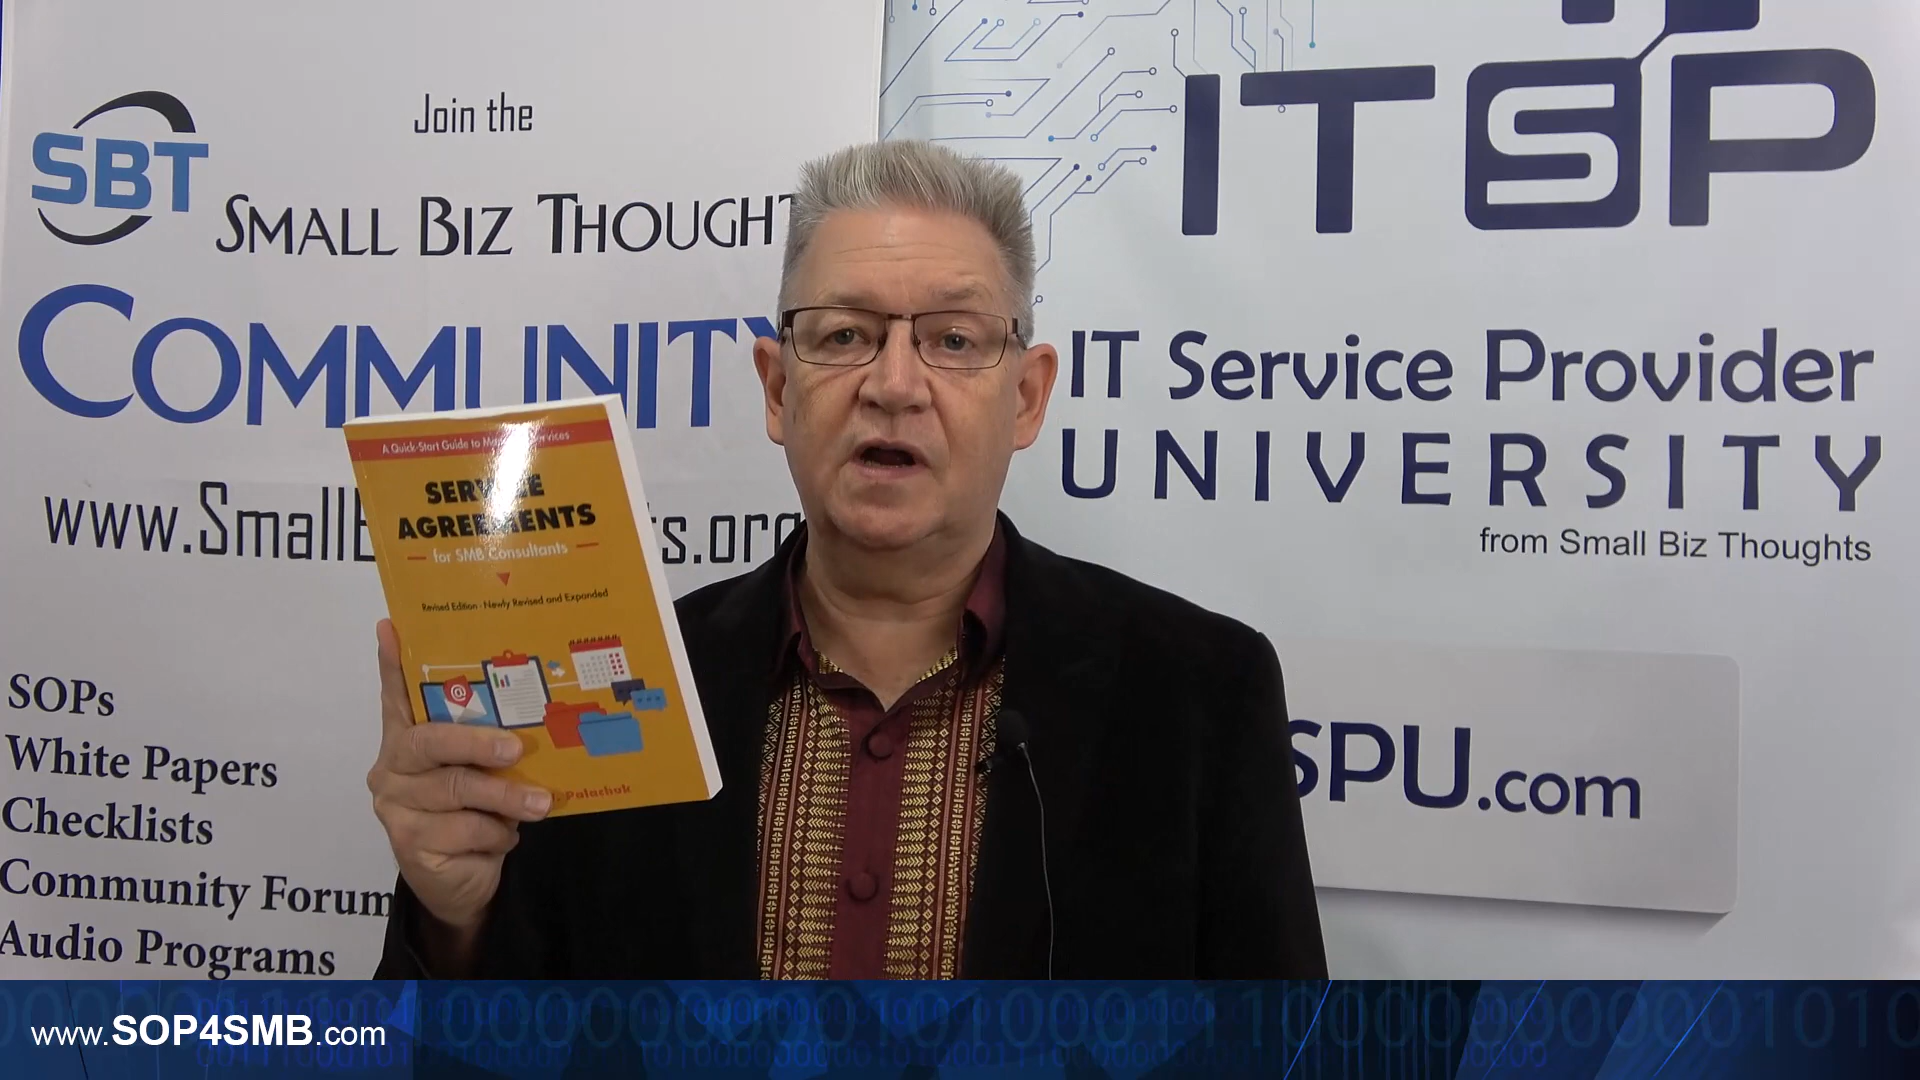 SBT
Join the
SMALL BIZ THOUGHT
COMMUNITY
www.Small ts.org
SOPs
White Papers
Checklists
Community Forum
Audio Programs
A Quick-Start Guide to Services
SERVICE
AGREEMENTS
for SMB Consultants
Revised Edition - Newly Revised and Expanded
Palachuk
ITSP
IT Service Provider
UNIVERSITY
from Small Biz Thoughts
SPU.com
www.SOP4SMB.com